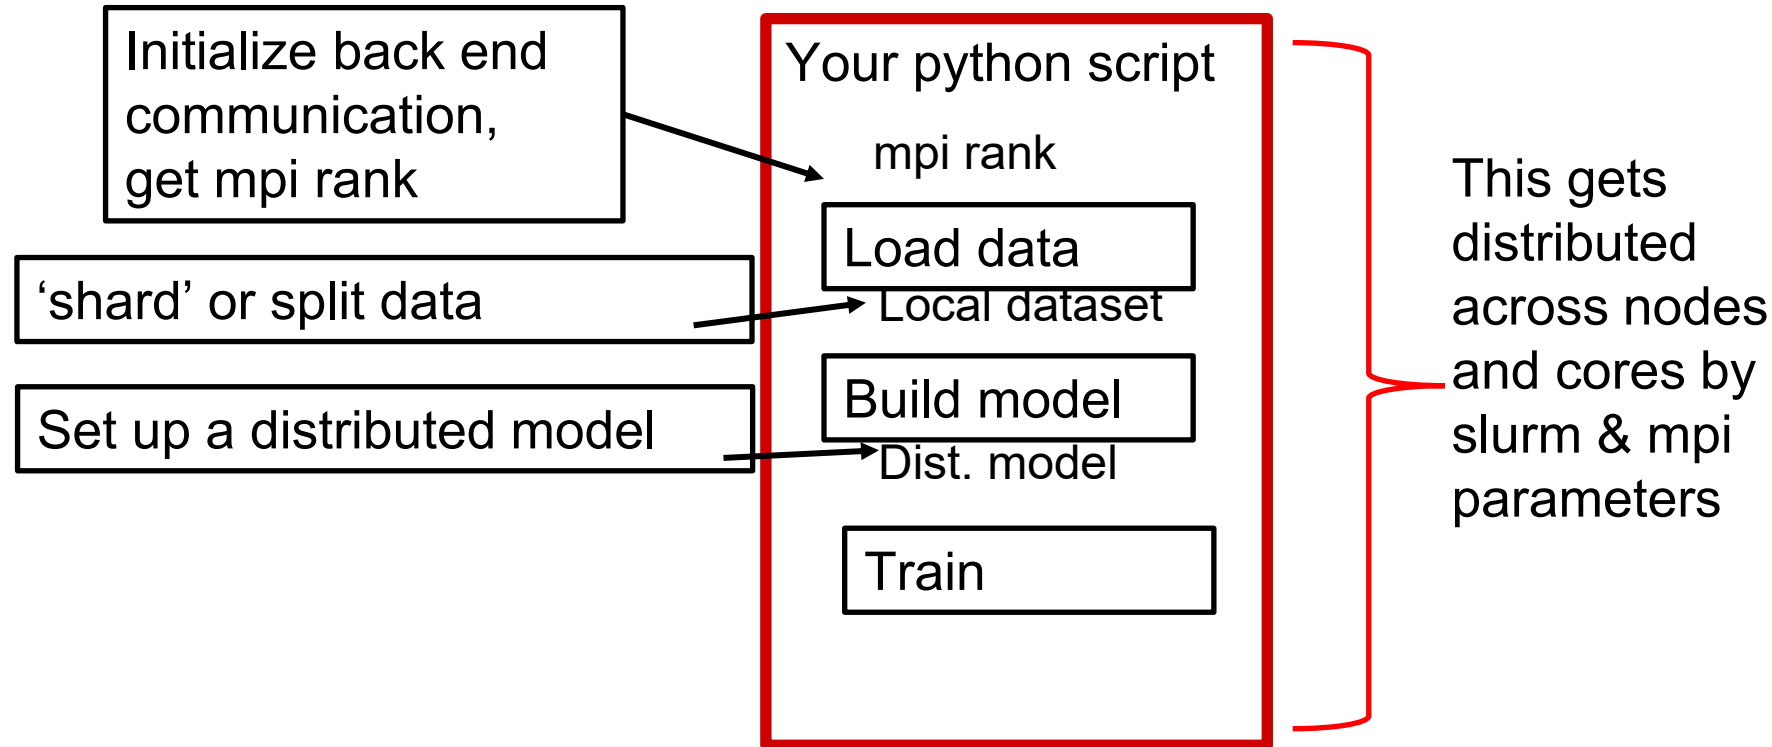 Initialize back end
communication,
get mpi rank
‘shard’ or split data
Set up a distributed model
Your python script
mpi rank
Load data
Local dataset
Build model
Dist. model
Train
This gets
distributed
across nodes
and cores by
slurm & mpi
parameters